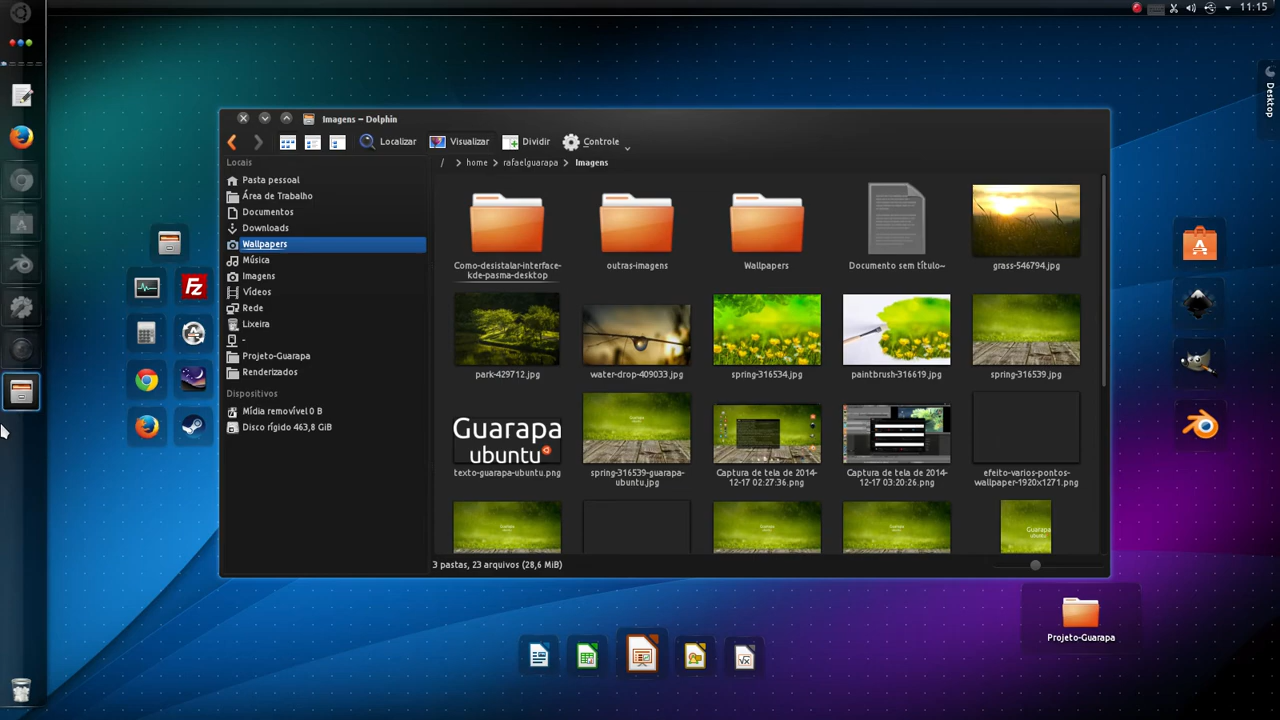 11:15
Desktop
Imagens – Dolphin
Localizar
Visualizar
Dividir
Controle
Locais
/ > home > rafaelguarapa > Imagens
Pasta pessoal
Área de Trabalho
Documentos
Downloads
Wallpapers
Música
Imagens
Vídeos
Rede
Lixeira
-
Projeto-Guarapa
Renderizados
Dispositivos
Mídia removível 0 B
Disco rígido 463,8 GiB
Como-desistalar-interface-
kde-pasma-desktop
outras-imagens
Wallpapers
Documento sem título~
grass-546794.jpg
park-429712.jpg
water-drop-409033.jpg
spring-316534.jpg
paintbrush-316619.jpg
spring-316539.jpg
Guarapa
ubuntu
texto-guarapa-ubuntu.png
spring-316539-guarapa-
ubuntu.jpg
Captura de tela de 2014-
12-17 02:27:36.png
Captura de tela de 2014-
12-17 03:20:26.png
efeito-varios-pontos-
wallpaper-1920x1271.png
Guarapa
3 pastas, 23 arquivos (28,6 MiB)
Projeto-Guarapa